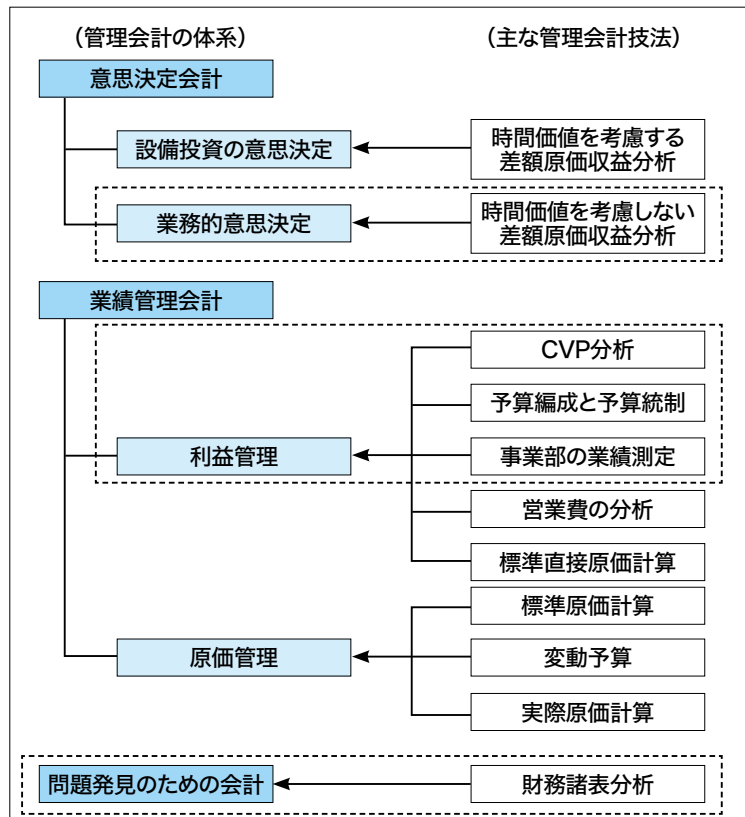 （管理会計の体系）
（主な管理会計技法）
意思決定会計
設備投資の意思決定
時間価値を考慮する
差額原価収益分析
業務的意思決定
時間価値を考慮しない
差額原価収益分析
業績管理会計
CVP分析
予算編成と予算統制
利益管理
事業部の業績測定
営業費の分析
標準直接原価計算
標準原価計算
原価管理
変動予算
実際原価計算
問題発見のための会計
財務諸表分析